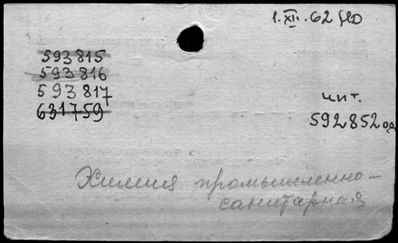 1.XII.62
593815
593816
593817
631759
чит.
592852
Химия промышленно-
санитарная